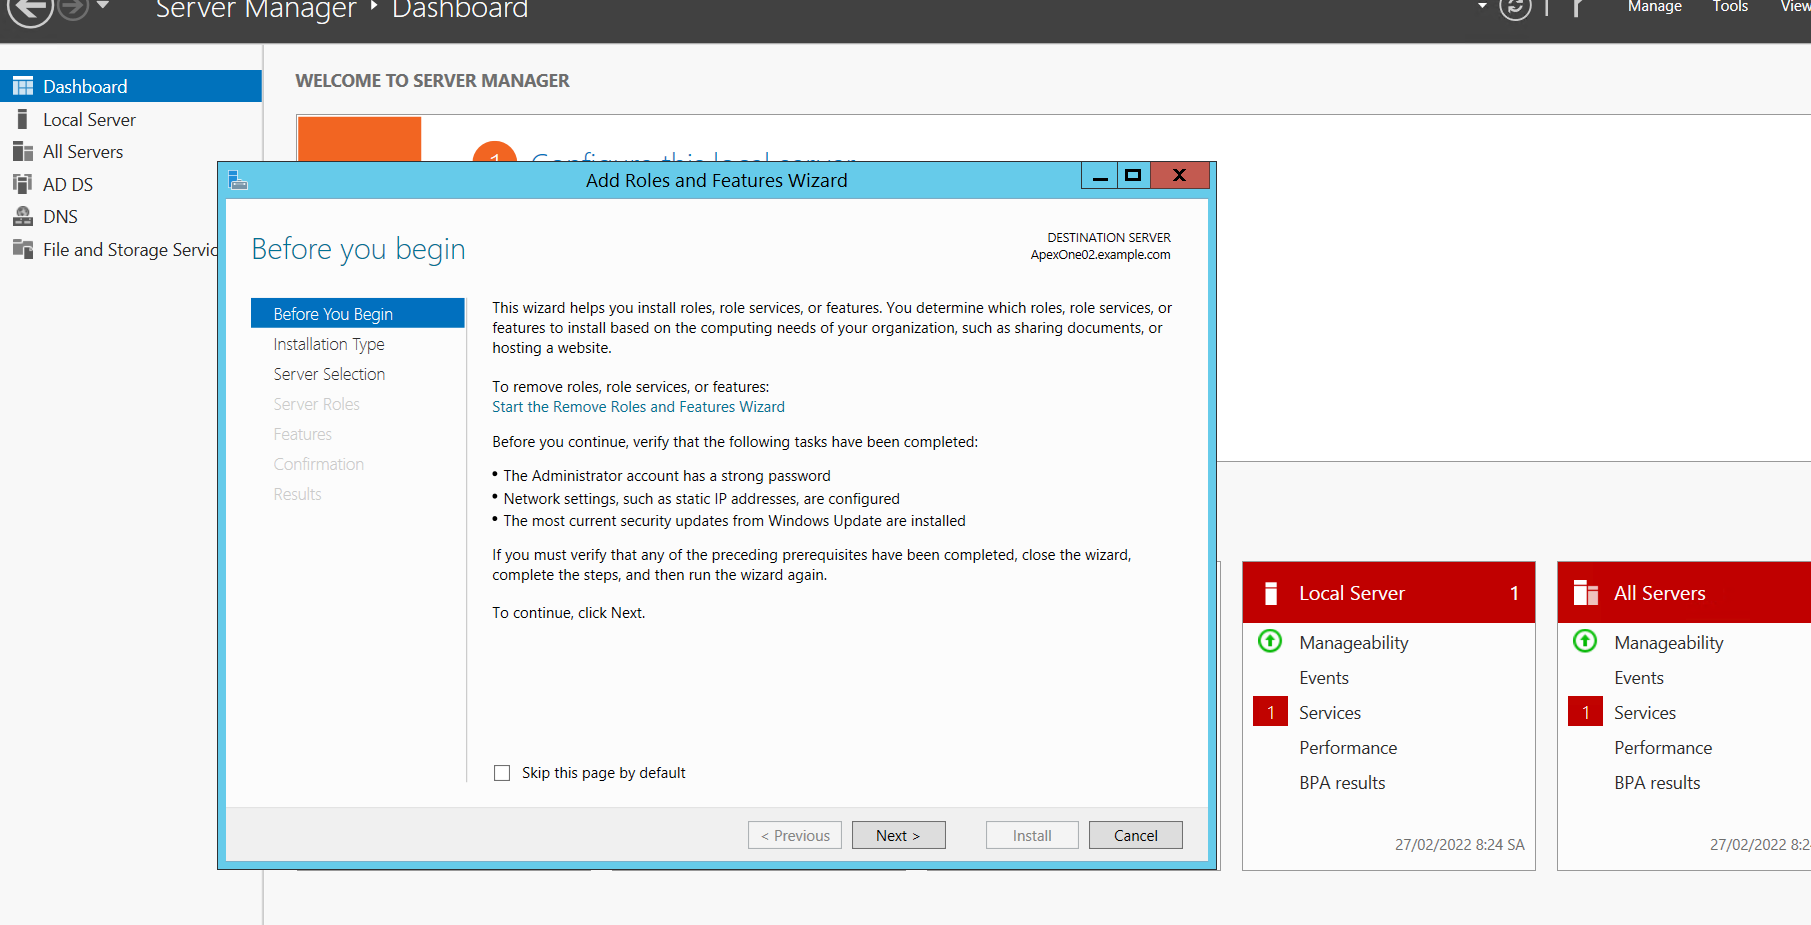 Server Manager ‣ Dashboard
Manage Tools View
Dashboard
Local Server
All Servers
AD DS
DNS
File and Storage Servic
WELCOME TO SERVER MANAGER
1 Configure this local server
Add Roles and Features Wizard
X
Before you begin
DESTINATION SERVER
ApexOne02.example.com
Before You Begin
Installation Type
Server Selection
Server Roles
Features
Confirmation
Results
This wizard helps you install roles, role services, or features. You determine which roles, role services, or
features to install based on the computing needs of your organization, such as sharing documents, or
hosting a website.
To remove roles, role services, or features:
Start the Remove Roles and Features Wizard
Before you continue, verify that the following tasks have been completed:
• The Administrator account has a strong password
• Network settings, such as static IP addresses, are configured
• The most current security updates from Windows Update are installed
If you must verify that any of the preceding prerequisites have been completed, close the wizard,
complete the steps, and then run the wizard again.
To continue, click Next.
Skip this page by default
< Previous
Next >
Install
Cancel
Local Server 1
Manageability
Events
1 Services
Performance
BPA results
27/02/2022 8:24 SA
All Servers
Manageability
Events
1 Services
Performance
BPA results
27/02/2022 8:2